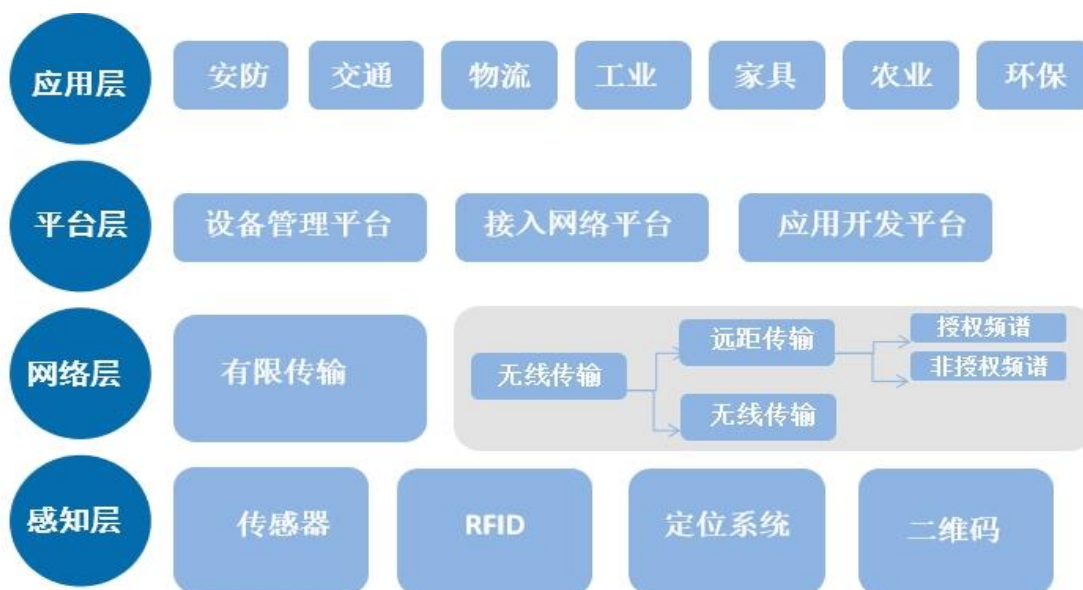 应用层
安防
交通
物流
工业
家具
农业
环保
平台层
设备管理平台
接入网络平台
应用开发平台
网络层
有限传输
无线传输
远距传输
授权频谱
非授权频谱
无线传输
感知层
传感器
RFID
定位系统
二维码